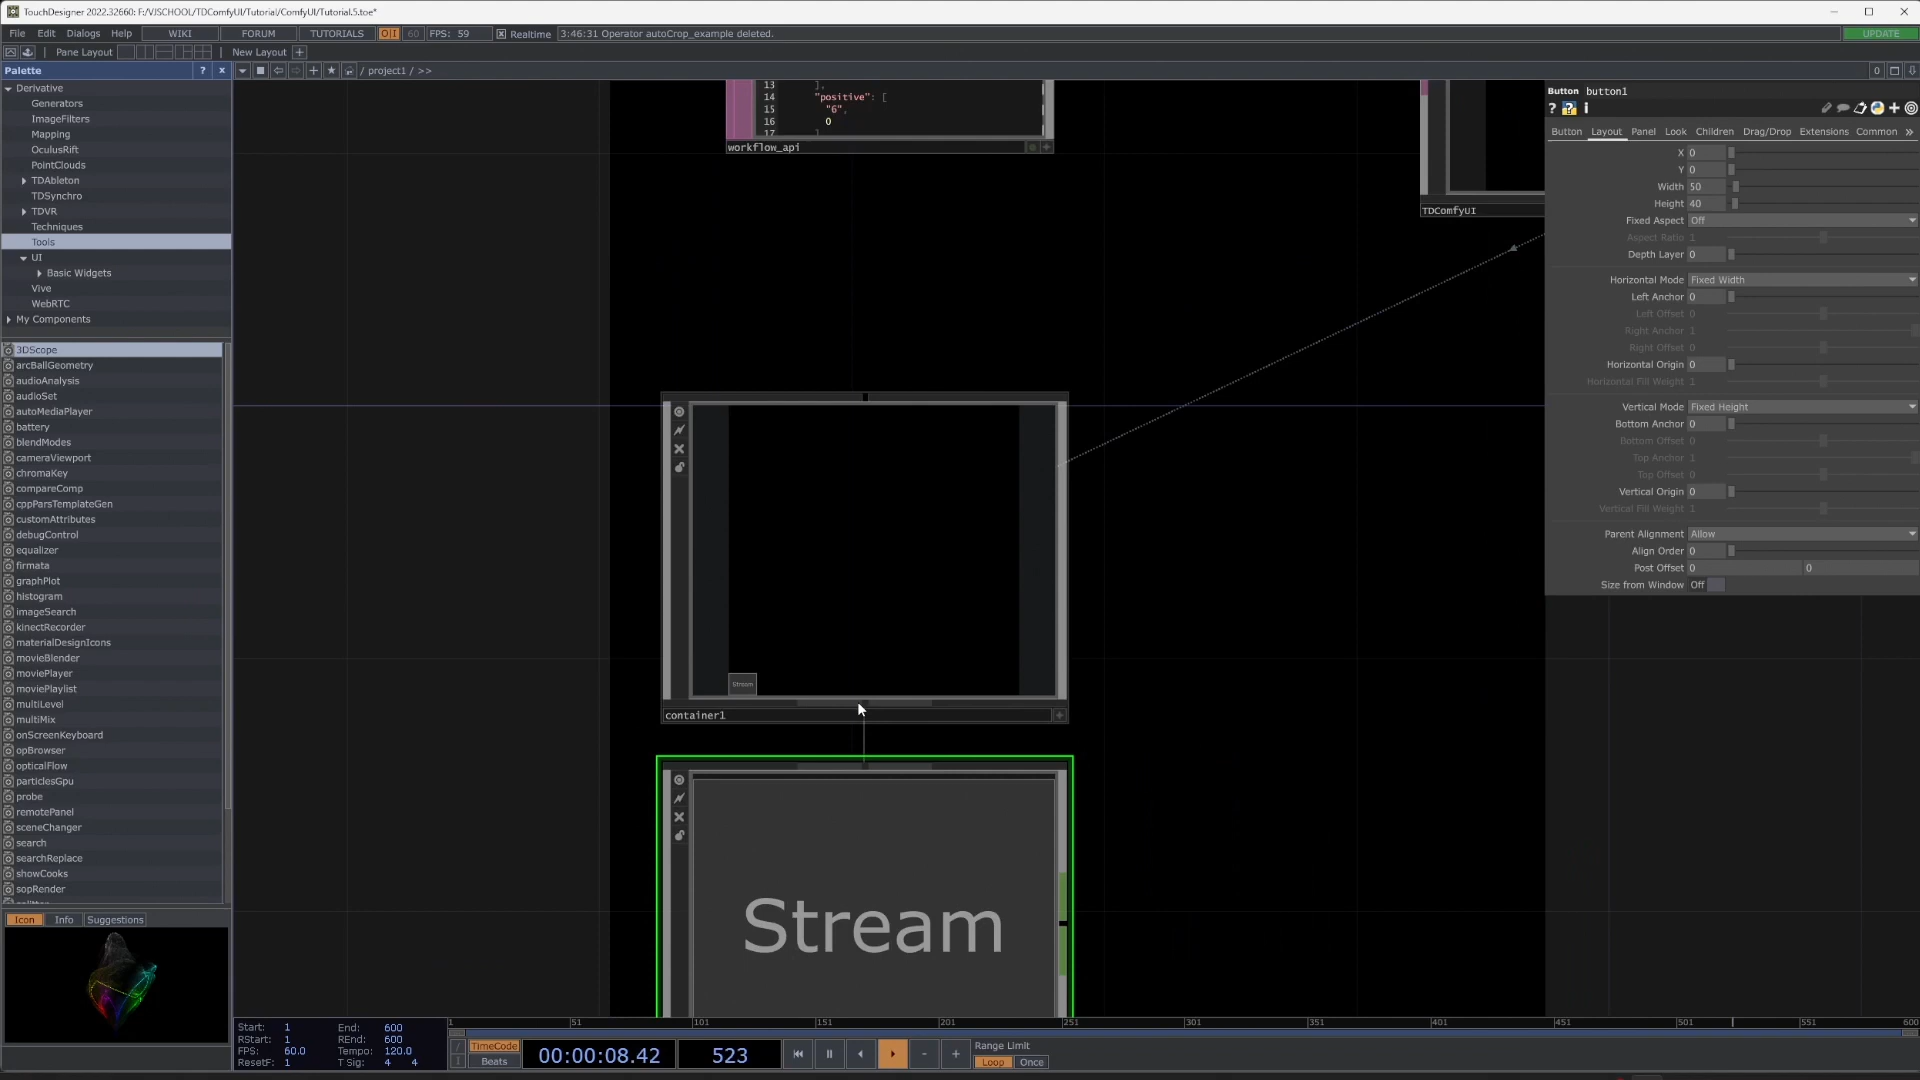 TouchDesigner 2022.32660: F:/VJSCHOOL/TDComfyUI/Tutorial/ComfyUI/Tutorial.5.toe*
File Edit Dialogs Help WIKI FORUM TUTORIALS O|I 60 FPS: 59 Realtime 3:46:31 Operator autoCrop_example deleted. UPDATE
Pane Layout New Layout +
Palette ? x / project1 / >> 0
Derivative
Generators
ImageFilters
Mapping
OculusRift
PointClouds
TDAbleton
TDSynchro
TDVR
Techniques
Tools
UI
Basic Widgets
Vive
WebRTC
My Components
3DScope
arcBallGeometry
audioAnalysis
audioSet
autoMediaPlayer
battery
blendModes
cameraViewport
chromaKey
compareComp
cppParsTemplateGen
customAttributes
debugControl
equalizer
firmata
graphPlot
histogram
imageSearch
kinectRecorder
materialDesignIcons
movieBlender
moviePlayer
moviePlaylist
multiLevel
multiMix
onScreenKeyboard
opBrowser
opticalFlow
particlesGpu
probe
remotePanel
sceneChanger
search
searchReplace
showCooks
sopRender
Icon Info Suggestions
13 ],
14 "positive": [
15 "6",
16 0
17 ]
workflow_api
TDComfyUI
Stream
container1
Stream
Button button1
? ? i
Button Layout Panel Look Children Drag/Drop Extensions Common »
X 0
Y 0
Width 50
Height 40
Fixed Aspect Off
Aspect Ratio 1
Depth Layer 0
Horizontal Mode Fixed Width
Left Anchor 0
Left Offset 0
Right Anchor 1
Right Offset 0
Horizontal Origin 0
Horizontal Fill Weight 1
Vertical Mode Fixed Height
Bottom Anchor 0
Bottom Offset 0
Top Anchor 1
Top Offset 0
Vertical Origin 0
Vertical Fill Weight 1
Parent Alignment Allow
Align Order 0
Post Offset 0 0
Size from Window Off
1 51 101 151 201 251 301 351 401 451 501 551 600
Start: 1 End: 600
RStart: 1 REnd: 600
FPS: 60.0 Tempo: 120.0
ResetF: 1 T Sig: 4 4
TimeCode
Beats
00:00:08.42 523
- +
Range Limit
Loop Once